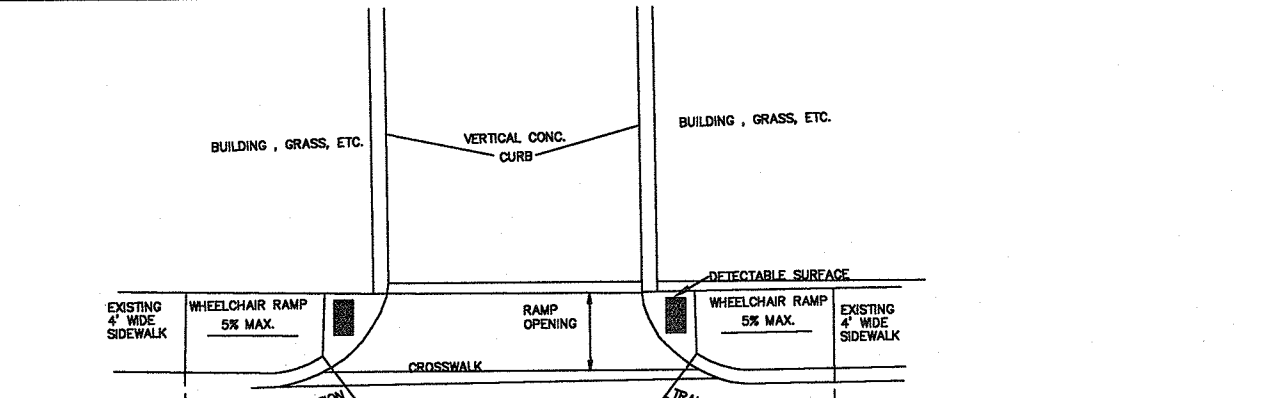 BUILDING , GRASS, ETC.
VERTICAL CONC.
CURB
BUILDING , GRASS, ETC.
DETECTABLE SURFACE
EXISTING
4' WIDE
SIDEWALK
WHEELCHAIR RAMP
5% MAX.
RAMP
OPENING
WHEELCHAIR RAMP
5% MAX.
EXISTING
4' WIDE
SIDEWALK
CROSSWALK